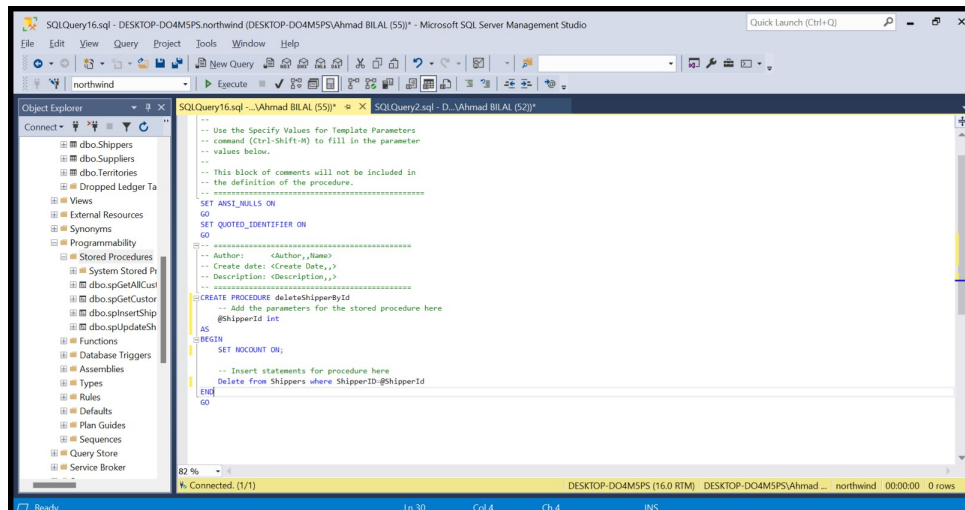 SQLQuery16.sql - DESKTOP-DO4M5PS.northwind (DESKTOP-DO4M5PS\Ahmad BILAL (55))* - Microsoft SQL Server Management Studio
Quick Launch (Ctrl+Q)
File Edit View Query Project Tools Window Help
New Query
northwind
Execute
Object Explorer
SQLQuery16.sql -...\Ahmad BILAL (55))*
SQLQuery2.sql - D...\Ahmad BILAL (52))*
Connect
dbo.Shippers
dbo.Suppliers
dbo.Territories
Dropped Ledger Ta
Views
External Resources
Synonyms
Programmability
Stored Procedures
System Stored Pr
dbo.spGetAllCust
dbo.spGetCustor
dbo.spInsertShip
dbo.spUpdateSh
Functions
Database Triggers
Assemblies
Types
Rules
Defaults
Plan Guides
Sequences
Query Store
Service Broker
--
-- Use the Specify Values for Template Parameters
-- command (Ctrl-Shift-M) to fill in the parameter
-- values below.
--
-- This block of comments will not be included in
-- the definition of the procedure.
-- ================================================
SET ANSI_NULLS ON
GO
SET QUOTED_IDENTIFIER ON
GO
-- =============================================
-- Author: <Author,,Name>
-- Create date: <Create Date,,>
-- Description: <Description,,>
-- =============================================
CREATE PROCEDURE deleteShipperById
-- Add the parameters for the stored procedure here
@ShipperId int
AS
BEGIN
SET NOCOUNT ON;
-- Insert statements for procedure here
Delete from Shippers where ShipperID=@ShipperId
END
GO
82 %
Connected. (1/1)
DESKTOP-DO4M5PS (16.0 RTM) DESKTOP-DO4M5PS\Ahmad ... northwind 00:00:00 0 rows
Ready
Ln 30 Col 4 Ch 4 INS